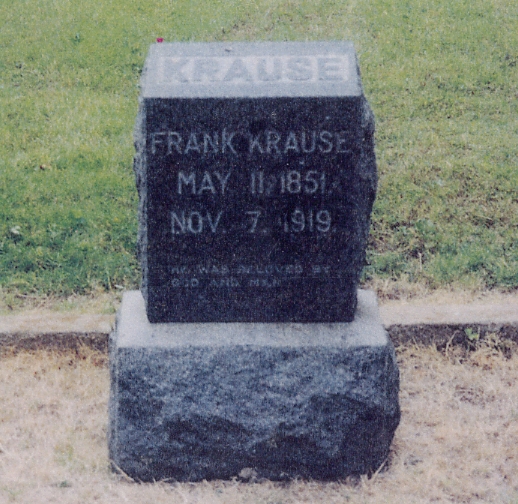 KRAUSE
FRANK KRAUSE
MAY 11, 1851.
NOV. 7, 1919.
HE WAS BELOVED BY
GOD AND MAN